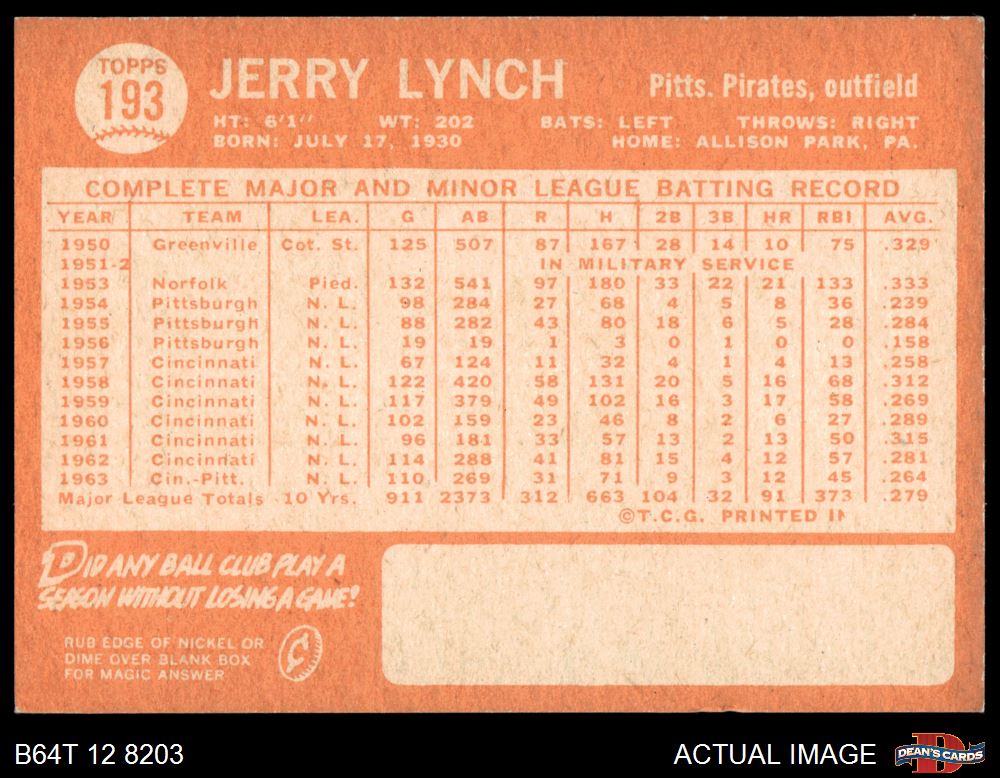 TOPPS
193
JERRY LYNCH
Pitts. Pirates, outfield
HT: 6'1" WT: 202 BATS: LEFT THROWS: RIGHT
BORN: JULY 17, 1930 HOME: ALLISON PARK, PA.
COMPLETE MAJOR AND MINOR LEAGUE BATTING RECORD
YEAR TEAM LEA. G AB R H 2B 3B HR RBI AVG.
1950 Greenville Cot. St. 125 507 87 167 28 14 10 75 .329
1951-2 IN MILITARY SERVICE
1953 Norfolk Pied. 132 541 97 180 33 22 21 133 .333
1954 Pittsburgh N. L. 98 284 27 68 4 5 8 36 .239
1955 Pittsburgh N. L. 88 282 43 80 18 6 5 28 .284
1956 Pittsburgh N. L. 19 19 1 3 0 1 0 0 .158
1957 Cincinnati N. L. 67 124 11 32 4 1 4 13 .258
1958 Cincinnati N. L. 122 420 58 131 20 5 16 68 .312
1959 Cincinnati N. L. 117 379 49 102 16 3 17 58 .269
1960 Cincinnati N. L. 102 159 23 46 8 2 6 27 .289
1961 Cincinnati N. L. 96 181 33 57 13 2 13 50 .315
1962 Cincinnati N. L. 114 288 41 81 15 4 12 57 .281
1963 Cin.-Pitt. N. L. 110 269 31 71 9 3 12 45 .264
Major League Totals 10 Yrs. 911 2373 312 663 104 32 91 373 .279
©T.C.G. PRINTED IN
DID ANY BALL CLUB PLAY A
SEASON WITHOUT LOSING A GAME?
RUB EDGE OF NICKEL OR
DIME OVER BLANK BOX
FOR MAGIC ANSWER
B64T 12 8203
ACTUAL IMAGE
DEAN'S CARDS